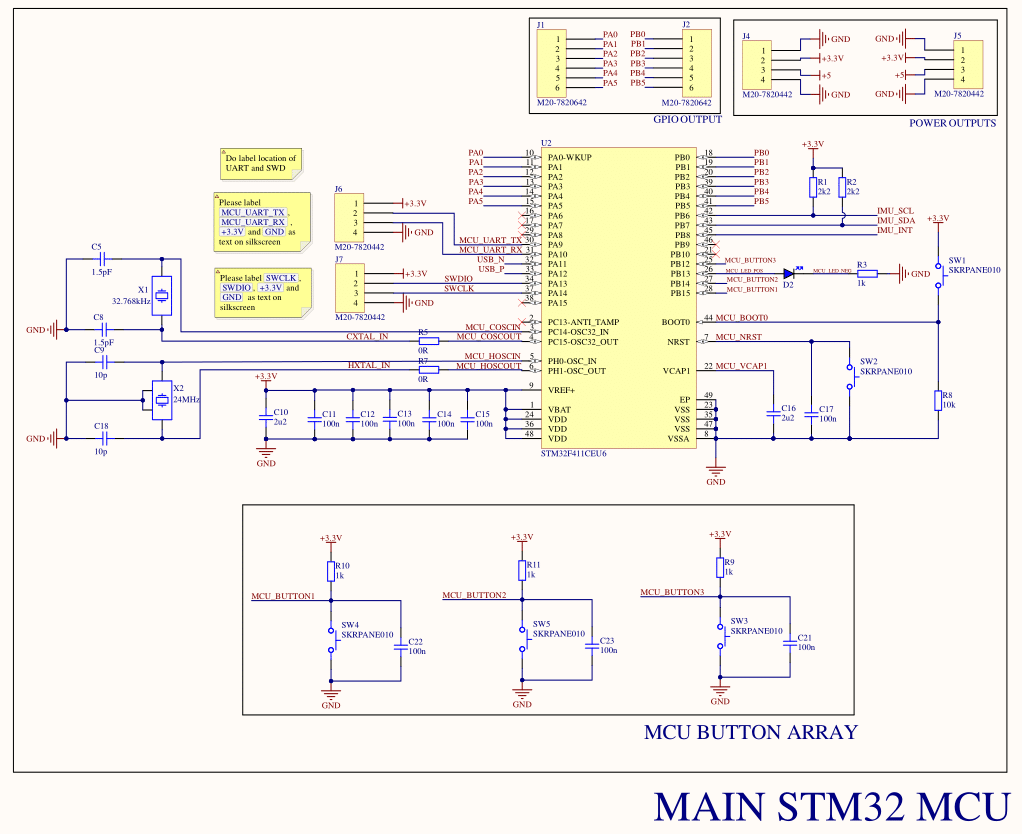 J1
J2
1 PA0 PB0 1
2 PA1 PB1 2
3 PA2 PB2 3
4 PA3 PB3 4
5 PA4 PB4 5
6 PA5 PB5 6
M20-7820642 M20-7820642
GPIO OUTPUT
J4 J5
1 GND GND 1
2 +3.3V +3.3V 2
3 +5 +5 3
4 GND GND 4
M20-7820442 M20-7820442
POWER OUTPUTS
Do label location of
UART and SWD
Please label
MCU_UART_TX,
MCU_UART_RX,
+3.3V and GND as
text on silkscreen
Please label SWCLK,
SWDIO, +3.3V and
GND as text on
silkscreen
J6
1 +3.3V
2
3
4 GND
M20-7820442
J7
1 +3.3V
2 SWDIO
3 SWCLK
4 GND
M20-7820442
U2
PA0 10 PA0-WKUP
PA1 11 PA1
PA2 12 PA2
PA3 13 PA3
PA4 14 PA4
PA5 15 PA5
16 PA6
17 PA7
29 PA8
MCU_UART_TX 30 PA9
MCU_UART_RX 31 PA10
USB_N 32 PA11
USB_P 33 PA12
34 PA13
37 PA14
38 PA15
2 PC13-ANTI_TAMP
MCU_COSCIN 3 PC14-OSC32_IN
MCU_COSCOUT 4 PC15-OSC32_OUT
MCU_HOSCIN 5 PH0-OSC_IN
MCU_HOSCOUT 6 PH1-OSC_OUT
9 VREF+
1 VBAT
24 VDD
36 VDD
48 VDD
STM32F411CEU6
PB0 18 PB0
PB1 19 PB1
PB2 20 PB2
PB3 39 PB3
PB4 40 PB4
PB5 41 PB5
PB6 42 IMU_SCL
PB7 43 IMU_SDA
PB8 45 IMU_INT
PB9 46
PB10 21
PB12 25 MCU_BUTTON3
PB13 26 MCU_LED_POS
PB14 27 MCU_BUTTON2
PB15 28 MCU_BUTTON1
BOOT0 44 MCU_BOOT0
NRST 7 MCU_NRST
VCAP1 22 MCU_VCAP1
EP 49
VSS 23
VSS 35
VSS 47
VSSA 8
GND
+3.3V
R1
2k2
R2
2k2
D2
MCU_LED_NEG
R3
1k
GND
+3.3V
SW1
SKRPANE010
SW2
SKRPANE010
R8
10k
C16
2u2
C17
100n
C5
1.5pF
X1
32.768kHz
C8
1.5pF
GND
CXTAL_IN
R5
0R
C9
10p
X2
24MHz
C18
10p
GND
HXTAL_IN
R7
0R
+3.3V
C10
2u2
C11
100n
C12
100n
C13
100n
C14
100n
C15
100n
GND
+3.3V
R10
1k
MCU_BUTTON1
SW4
SKRPANE010
C22
100n
GND
+3.3V
R11
1k
MCU_BUTTON2
SW5
SKRPANE010
C23
100n
GND
+3.3V
R9
1k
MCU_BUTTON3
SW3
SKRPANE010
C21
100n
GND
MCU BUTTON ARRAY
MAIN STM32 MCU